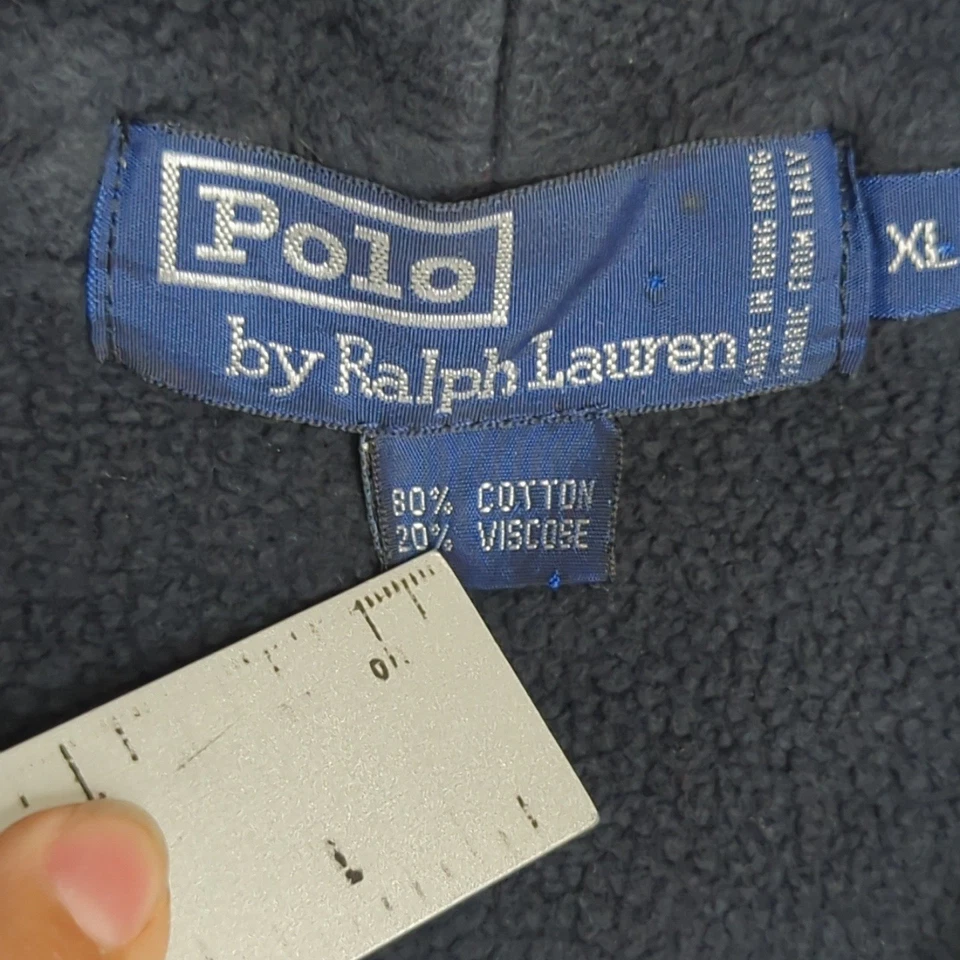 Polo
by Ralph Lauren
MADE IN HONG KONG
FABRIC FROM ITALY
XL
80% COTTON
20% VISCOSE